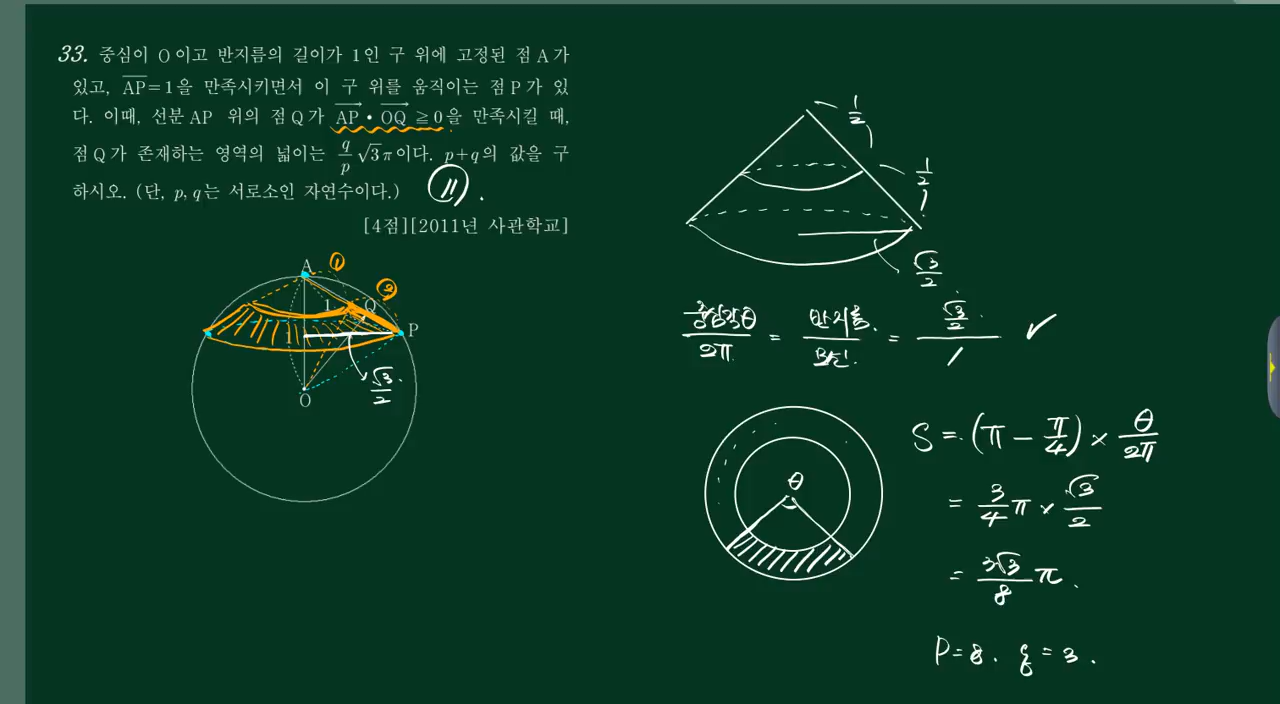 33. 중심이 O이고 반지름의 길이가 1인 구 위에 고정된 점 A가
있고, \overline{AP}=1을 만족시키면서 이 구 위를 움직이는 점 P가 있
다. 이때, 선분 AP 위의 점 Q가 \overrightarrow{AP}•\overrightarrow{OQ}≧0을 만족시킬 때,
점 Q가 존재하는 영역의 넓이는 \frac{q}{p}√3π이다. p+q의 값을 구
하시오. (단, p, q는 서로소인 자연수이다.)
11.
[4점][2011년 사관학교]
A
①
②
1
Q
1
P
O
√3/2
1/2
1/2
√3/2
중심각θ/2π = 반지름/모선 = (√3/2)/1 ✓
θ
S = (π - π/4) × θ/2π
= 3/4 π × √3/2
= 3√3/8 π.
P=8. q=3.